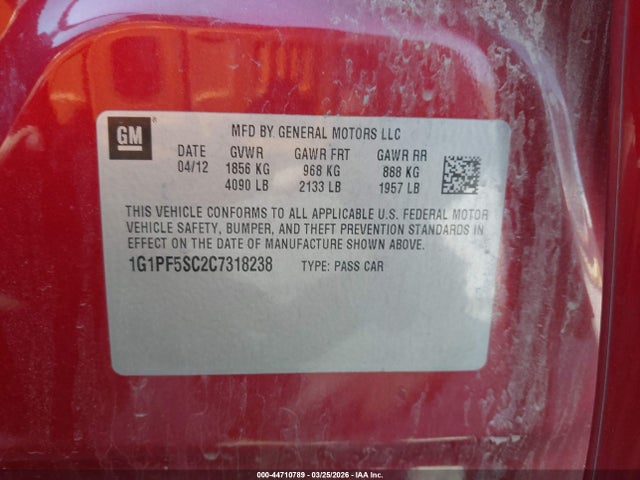 GM
MFD BY GENERAL MOTORS LLC
DATE GVWR GAWR FRT GAWR RR
04/12 1856 KG 968 KG 888 KG
4090 LB 2133 LB 1957 LB
THIS VEHICLE CONFORMS TO ALL APPLICABLE U.S. FEDERAL MOTOR
VEHICLE SAFETY, BUMPER, AND THEFT PREVENTION STANDARDS IN
EFFECT ON THE DATE OF MANUFACTURE SHOWN ABOVE.
1G1PF5SC2C7318238 TYPE: PASS CAR
000-44710789 - 03/25/2026 - IAA Inc.